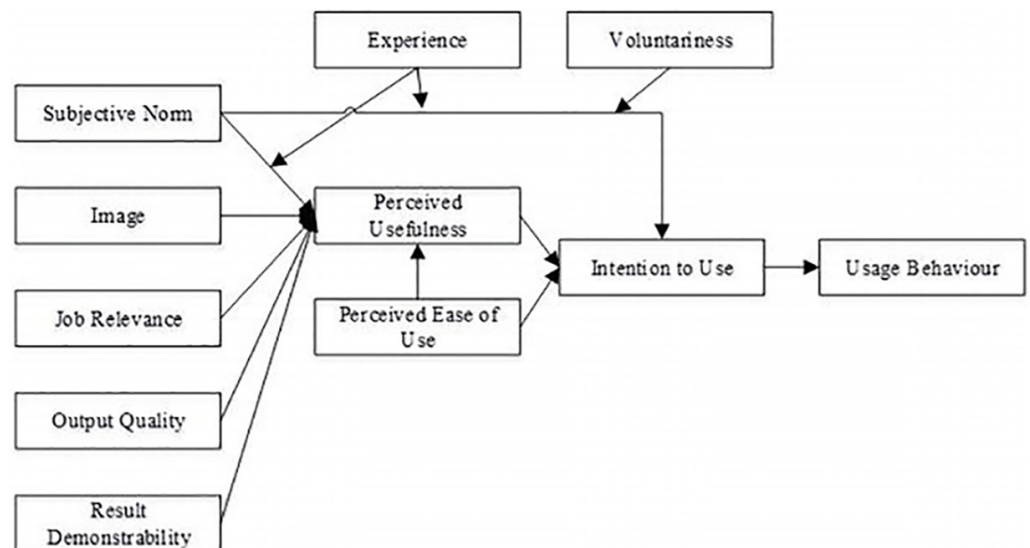 Experience
Voluntariness
Subjective Norm
Image
Perceived
Usefulness
Intention to Use
Usage Behaviour
Job Relevance
Perceived Ease of
Use
Output Quality
Result
Demonstrability